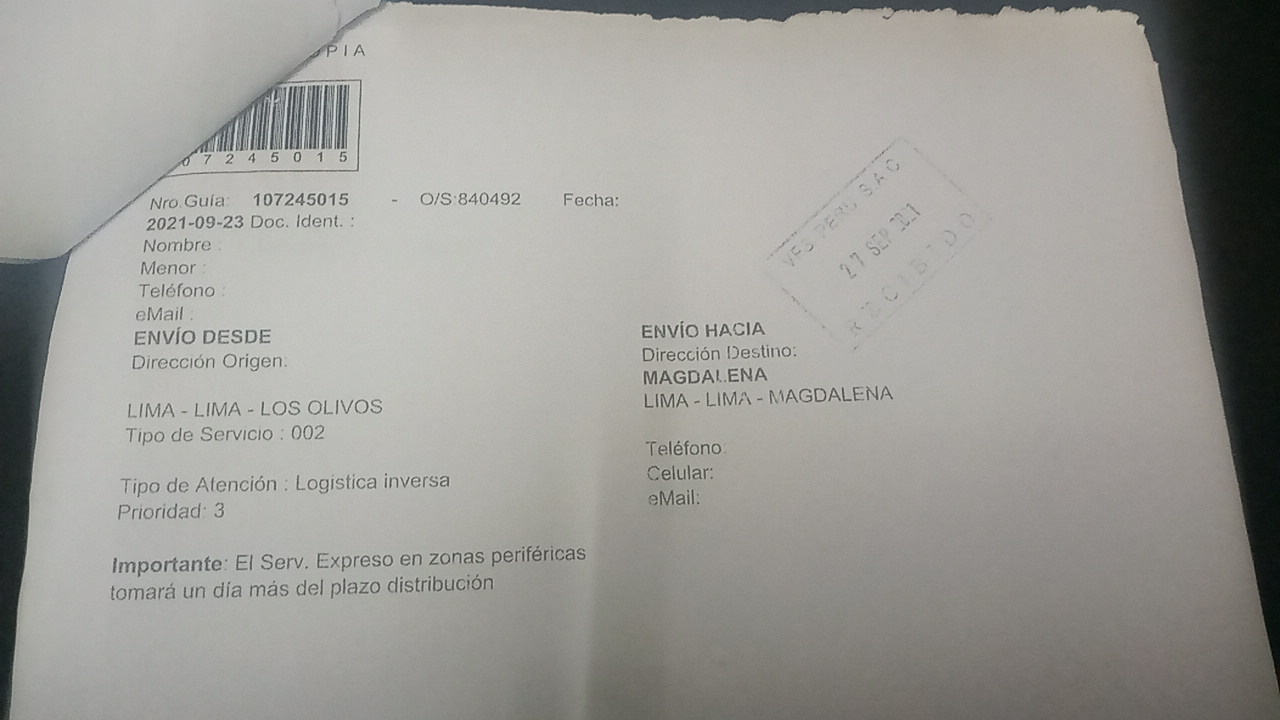 PIA
07245015
Nro.Guía: 107245015 - O/S:840492 Fecha:
2021-09-23 Doc. Ident. :
Nombre :
Menor :
Teléfono :
eMail :
ENVÍO DESDE
Dirección Origen:
LIMA - LIMA - LOS OLIVOS
Tipo de Servicio : 002
Tipo de Atención : Logistica inversa
Prioridad: 3
Importante: El Serv. Expreso en zonas periféricas
tomará un día más del plazo distribución
VFS PERU S.A.C
27 SEP 2021
RECIBIDO
ENVÍO HACIA
Dirección Destino:
MAGDALENA
LIMA - LIMA - MAGDALENA
Teléfono:
Celular:
eMail: